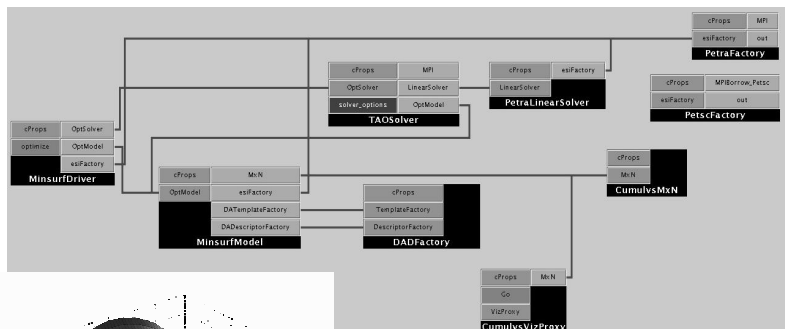 cProps MPI
esiFactory out
PetraFactory
cProps MPI
OptSolver LinearSolver
solver_options OptModel
TAOSolver
cProps esiFactory
LinearSolver
PetraLinearSolver
cProps MPIBorrow_Petsc
esiFactory out
PetscFactory
cProps OptSolver
optimize OptModel
esiFactory
MinsurfDriver
cProps MxN
OptModel esiFactory
DATemplateFactory
DADescriptorFactory
MinsurfModel
cProps
TemplateFactory
DescriptorFactory
DADFactory
cProps
MxN
CumulvsMxN
cProps MxN
Go
VizProxy
CumulvsVizProxy